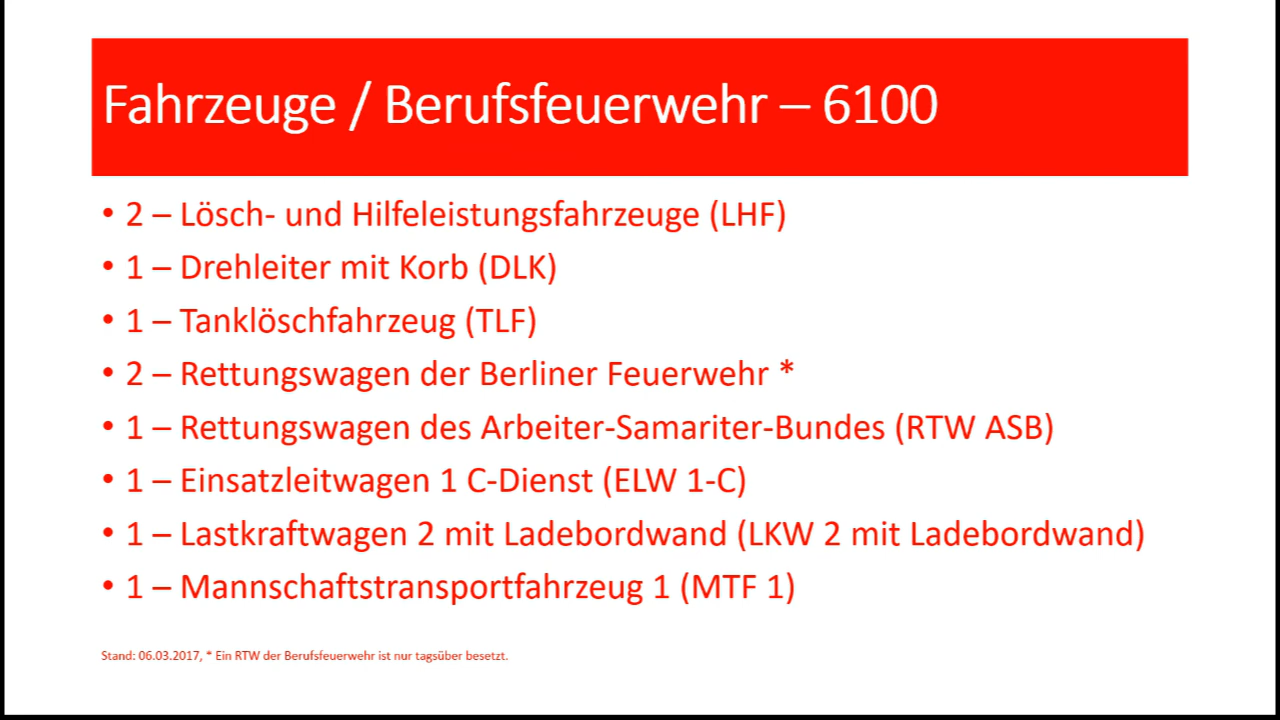 Fahrzeuge / Berufsfeuerwehr – 6100
• 2 – Lösch- und Hilfeleistungsfahrzeuge (LHF)
• 1 – Drehleiter mit Korb (DLK)
• 1 – Tanklöschfahrzeug (TLF)
• 2 – Rettungswagen der Berliner Feuerwehr *
• 1 – Rettungswagen des Arbeiter-Samariter-Bundes (RTW ASB)
• 1 – Einsatzleitwagen 1 C-Dienst (ELW 1-C)
• 1 – Lastkraftwagen 2 mit Ladebordwand (LKW 2 mit Ladebordwand)
• 1 – Mannschaftstransportfahrzeug 1 (MTF 1)
Stand: 06.03.2017, * Ein RTW der Berufsfeuerwehr ist nur tagsüber besetzt.